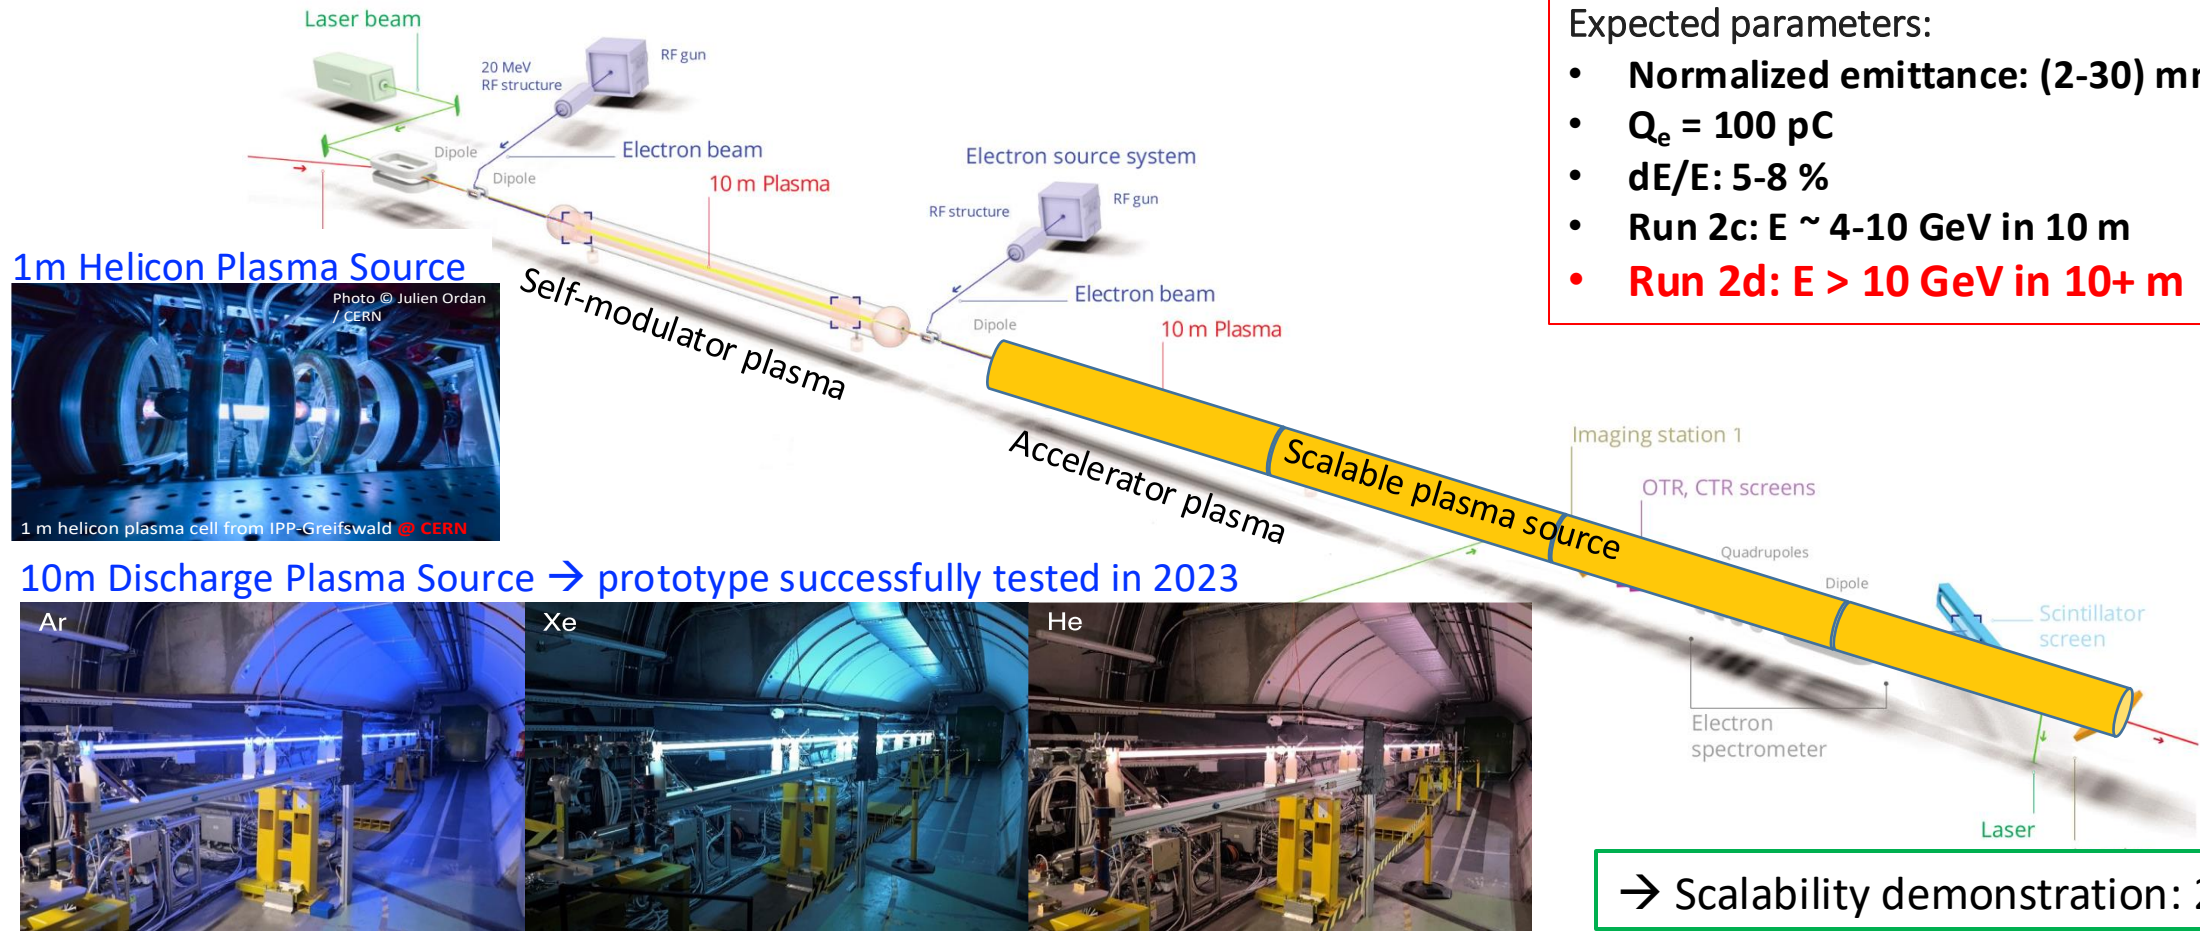 Laser beam
20 MeV
RF structure
RF gun
Dipole
Electron beam
Dipole
10 m Plasma
Electron source system
RF structure
RF gun
Electron beam
Dipole
10 m Plasma
Self-modulator plasma
Accelerator plasma
Scalable plasma source
Expected parameters:
• Normalized emittance: (2-30)
• Qe = 100 pC
• dE/E: 5-8 %
• Run 2c: E ~ 4-10 GeV in 10 m
• Run 2d: E > 10 GeV in 10+ m
1m Helicon Plasma Source
Photo © Julien Ordan
/ CERN
1 m helicon plasma cell from IPP-Greifswald @ CERN
10m Discharge Plasma Source → prototype successfully tested in 2023
Ar
Xe
He
Imaging station 1
OTR, CTR screens
Quadrupoles
Dipole
Scintillator
screen
Electron
spectrometer
Laser
→ Scalability demonstration: